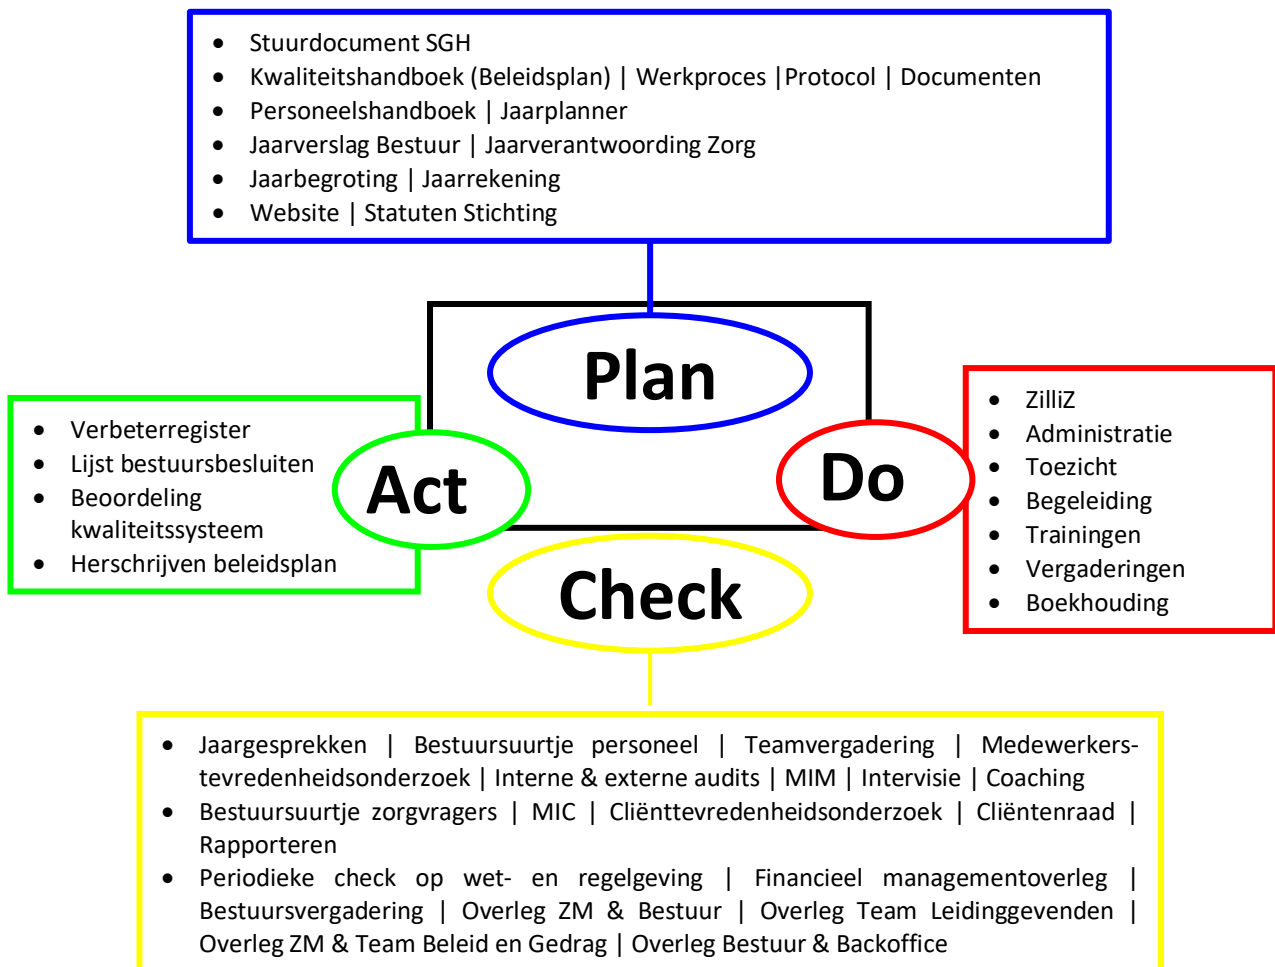 • Stuurdocument SGH
• Kwaliteitshandboek (Beleidsplan) | Werkproces |Protocol | Documenten
• Personeelshandboek | Jaarplanner
• Jaarverslag Bestuur | Jaarverantwoording Zorg
• Jaarbegroting | Jaarrekening
• Website | Statuten Stichting
Plan
Act
• Verbeterregister
• Lijst bestuursbesluiten
• Beoordeling
kwaliteitssysteem
• Herschrijven beleidsplan
Do
• ZilliZ
• Administratie
• Toezicht
• Begeleiding
• Trainingen
• Vergaderingen
• Boekhouding
Check
• Jaargesprekken | Bestuursuurtje personeel | Teamvergadering | Medewerkers-
tevredenheidsonderzoek | Interne & externe audits | MIM | Intervisie | Coaching
• Bestuursuurtje zorgvragers | MIC | Cliënttevredenheidsonderzoek | Cliëntenraad |
Rapporteren
• Periodieke check op wet- en regelgeving | Financieel managementoverleg |
Bestuursvergadering | Overleg ZM & Bestuur | Overleg Team Leidinggevenden |
Overleg ZM & Team Beleid en Gedrag | Overleg Bestuur & Backoffice